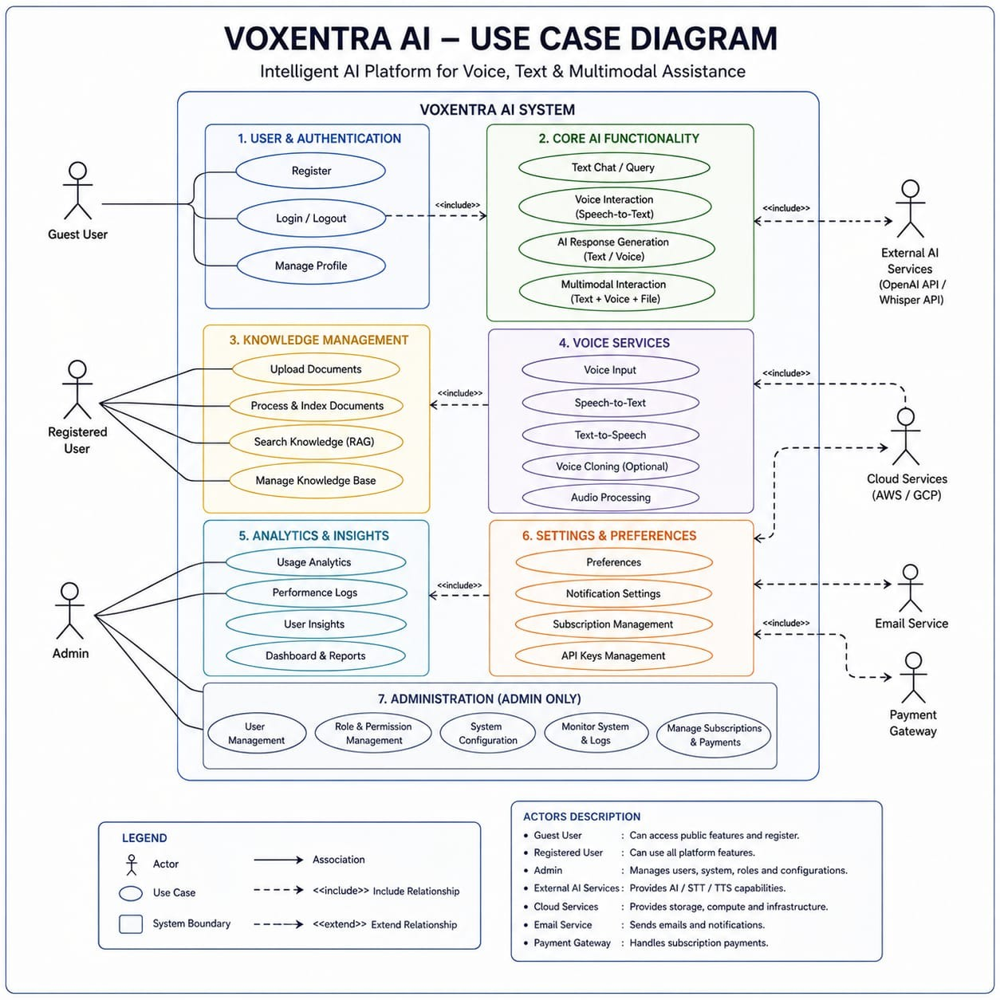 VOXENTRA AI – USE CASE DIAGRAM
Intelligent AI Platform for Voice, Text & Multimodal Assistance
VOXENTRA AI SYSTEM
1. USER & AUTHENTICATION
Register
Login / Logout
Manage Profile
<<include>>
2. CORE AI FUNCTIONALITY
Text Chat / Query
Voice Interaction
(Speech-to-Text)
AI Response Generation
(Text / Voice)
Multimodal Interaction
(Text + Voice + File)
<<include>>
Guest User
External AI
Services
(OpenAI API /
Whisper API)
3. KNOWLEDGE MANAGEMENT
Upload Documents
Process & Index Documents
Search Knowledge (RAG)
Manage Knowledge Base
<<include>>
4. VOICE SERVICES
Voice Input
Speech-to-Text
Text-to-Speech
Voice Cloning (Optional)
Audio Processing
<<include>>
Registered
User
Cloud Services
(AWS / GCP)
5. ANALYTICS & INSIGHTS
Usage Analytics
Performence Logs
User Insights
Dashboard & Reports
<<include>>
6. SETTINGS & PREFERENCES
Preferences
Notification Settings
Subscription Management
API Keys Management
<<include>>
Admin
Email Service
Payment
Gateway
7. ADMINISTRATION (ADMIN ONLY)
User
Management
Role & Permission
Management
System
Configuration
Monitor System
& Logs
Manage Subscriptions
& Payments
LEGEND
Actor
Use Case
System Boundary
Association
<<include>> Include Relationship
<<extend>> Extend Relationship
ACTORS DESCRIPTION
• Guest User : Can access public features and register.
• Registered User : Can use all platform features.
• Admin : Manages users, system, roles and configurations.
• External AI Services : Provides AI / STT / TTS capabilities.
• Cloud Services : Provides storage, compute and infrastructure.
• Email Service : Sends emails and notifications.
• Payment Gateway : Handles subscription payments.